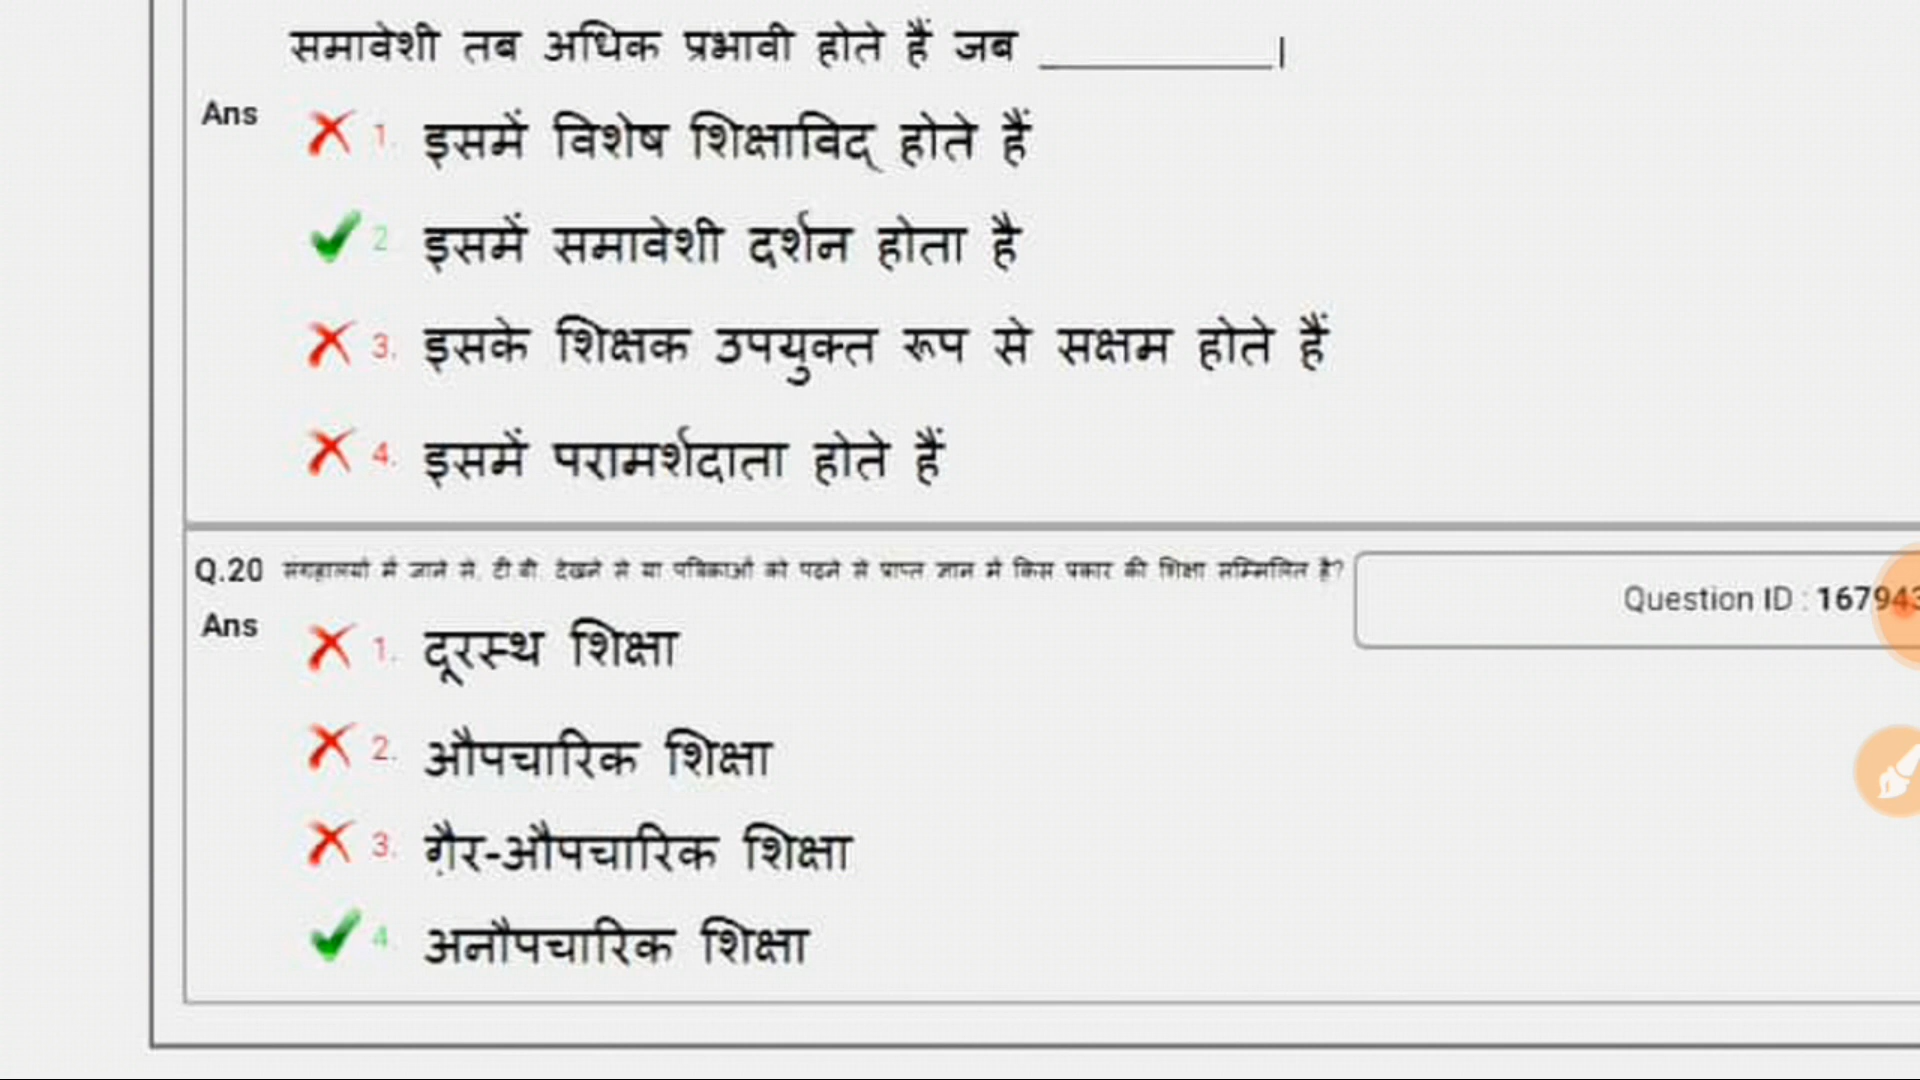 समावेशी तब अधिक प्रभावी होते हैं जब ________।
Ans 1. इसमें विशेष शिक्षाविद् होते हैं
2. इसमें समावेशी दर्शन होता है
3. इसके शिक्षक उपयुक्त रूप से सक्षम होते हैं
4. इसमें परामर्शदाता होते हैं
Q.20 संग्रहालयों में जाने से, टी.वी. देखने से या पत्रिकाओं को पढ़ने से प्राप्त ज्ञान में किस प्रकार की शिक्षा सम्मिलित है?
Question ID : 167943
Ans 1. दूरस्थ शिक्षा
2. औपचारिक शिक्षा
3. ग़ैर-औपचारिक शिक्षा
4. अनौपचारिक शिक्षा